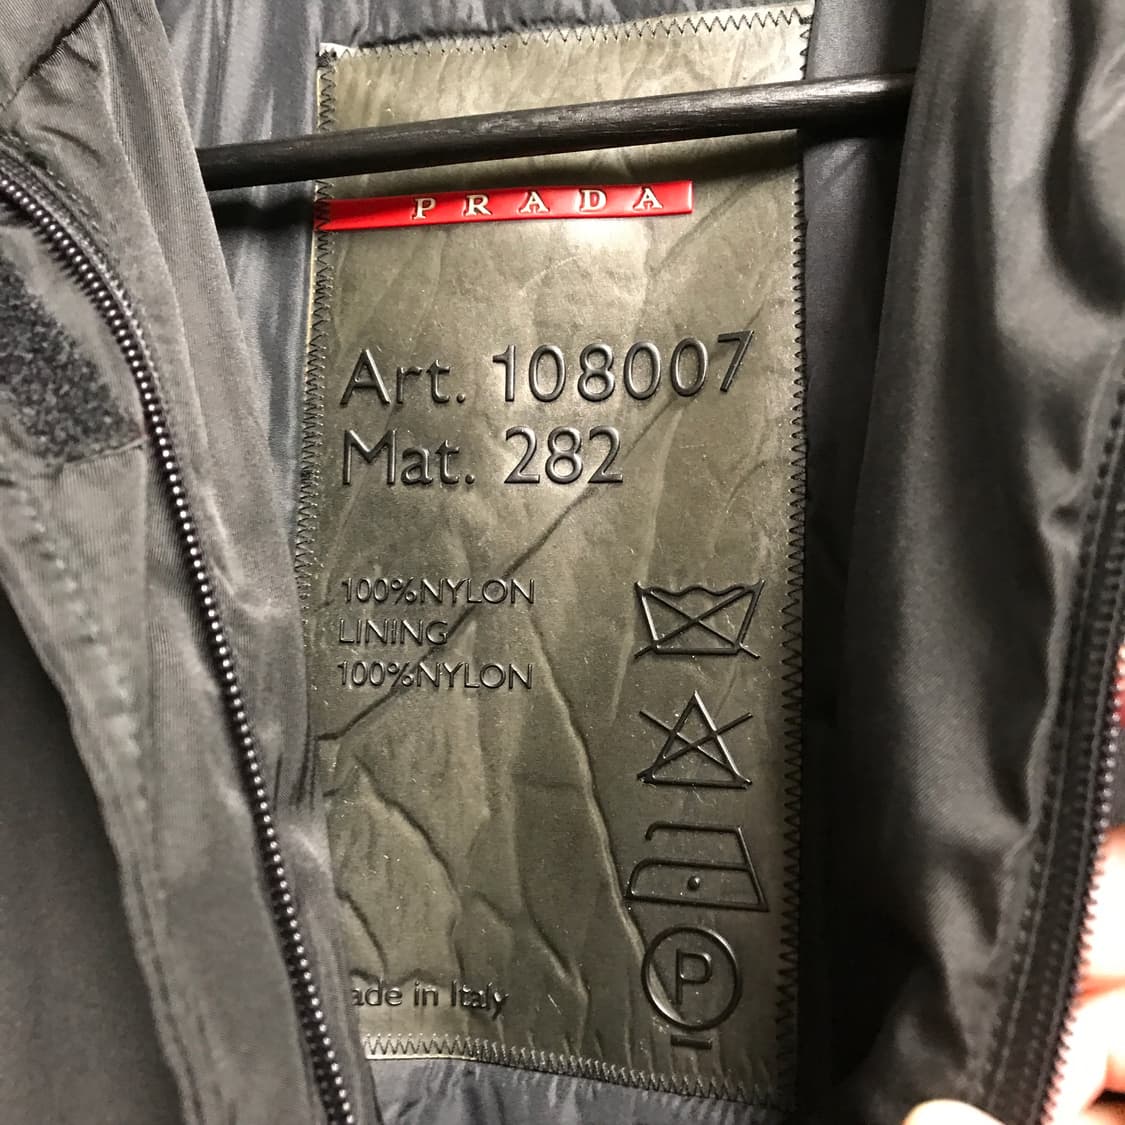 PRADA
Art. 108007
Mat. 282
100%NYLON
LINING
100%NYLON
ade in Italy
P